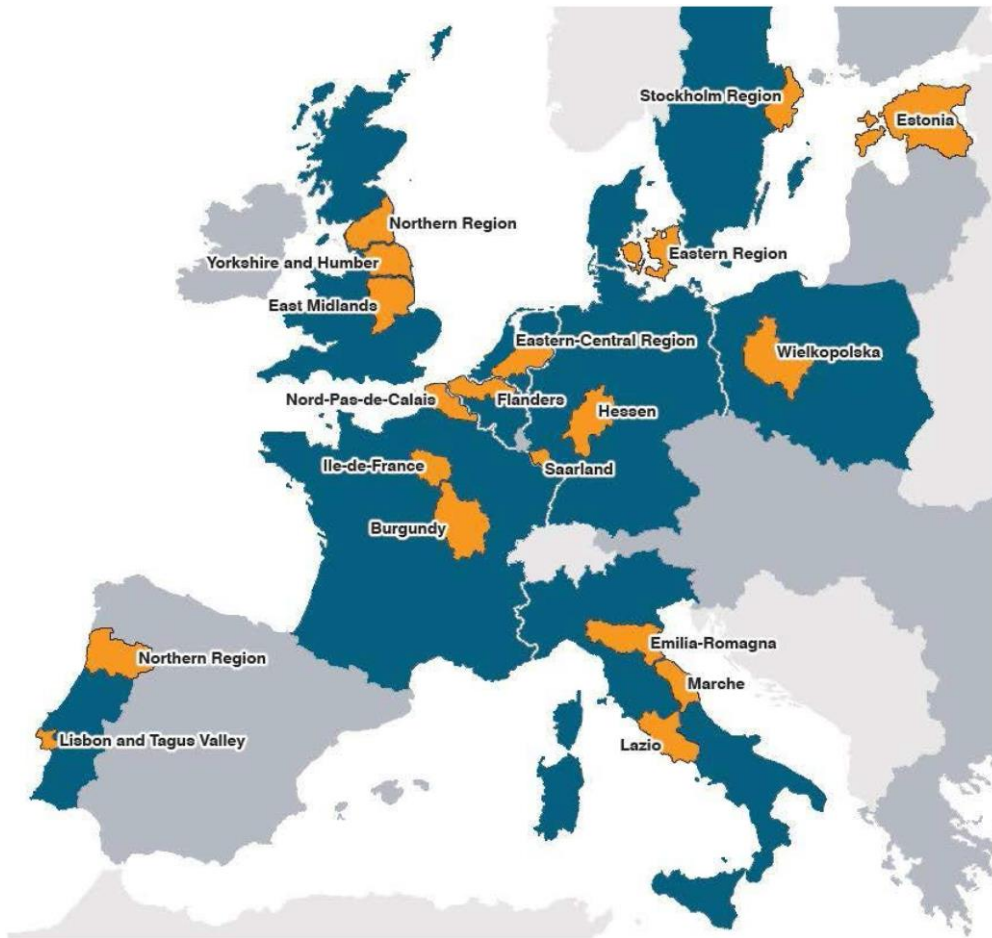 Stockholm Region
Estonia
Northern Region
Eastern Region
Yorkshire and Humber
East Midlands
Eastern-Central Region
Wielkopolska
Nord-Pas-de-Calais
Flanders
Hessen
Ile-de-France
Saarland
Burgundy
Emilia-Romagna
Northern Region
Marche
Lisbon and Tagus Valley
Lazio